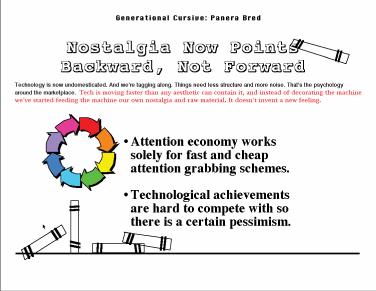 Generational Cursive: Panera Bred
Nostalgia Now Points
Backward, Not Forward
Technology is now undomesticated. And we're tagging along. Things need less structure and more noise. That's the psychology
around the marketplace. Tech is moving faster than any aesthetic can contain it, and instead of decorating the machine
we've started feeding the machine our own nostalgia and raw material. It doesn't invent a new feeling.
• Attention economy works
solely for fast and cheap
attention grabbing schemes.
• Technological achievements
are hard to compete with so
there is a certain pessimism.